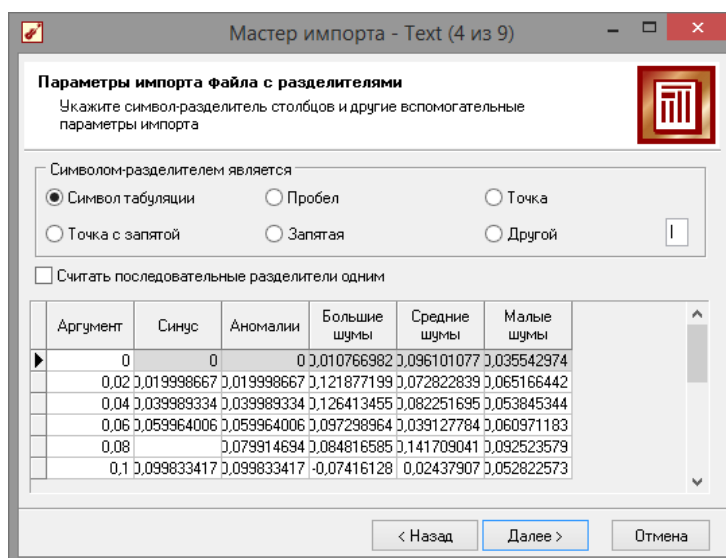 Мастер импорта - Text (4 из 9)
Параметры импорта файла с разделителями
Укажите символ-разделитель столбцов и другие вспомогательные
параметры импорта
Символом-разделителем является
Символ табуляции Пробел Точка
Точка с запятой Запятая Другой |
Считать последовательные разделители одним
Аргумент Синус Аномалии Большие шумы Средние шумы Малые шумы
0 0 0 0,010766982 0,096101077 0,035542974
0,02 0,019998667 0,019998667 0,121877199 0,072822839 0,065166442
0,04 0,039989334 0,039989334 0,126413455 0,082251695 0,053845344
0,06 0,059964006 0,059964006 0,097298964 0,039127784 0,060971183
0,08 0,079914694 0,084816585 0,141709041 0,092523579
0,1 0,099833417 0,099833417 -0,07416128 0,02437907 0,052822573
< Назад Далее > Отмена